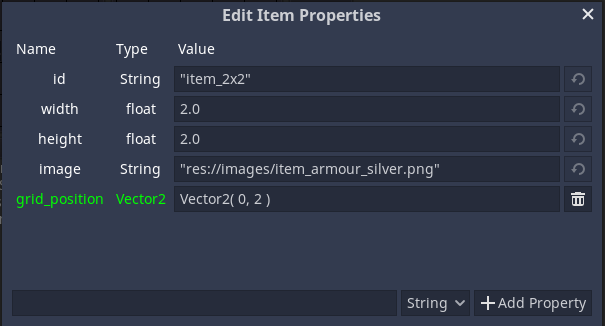 Edit Item Properties
Name Type Value
id String "item_2x2"
width float 2.0
height float 2.0
image String "res://images/item_armour_silver.png"
grid_position Vector2 Vector2( 0, 2 )
String Add Property